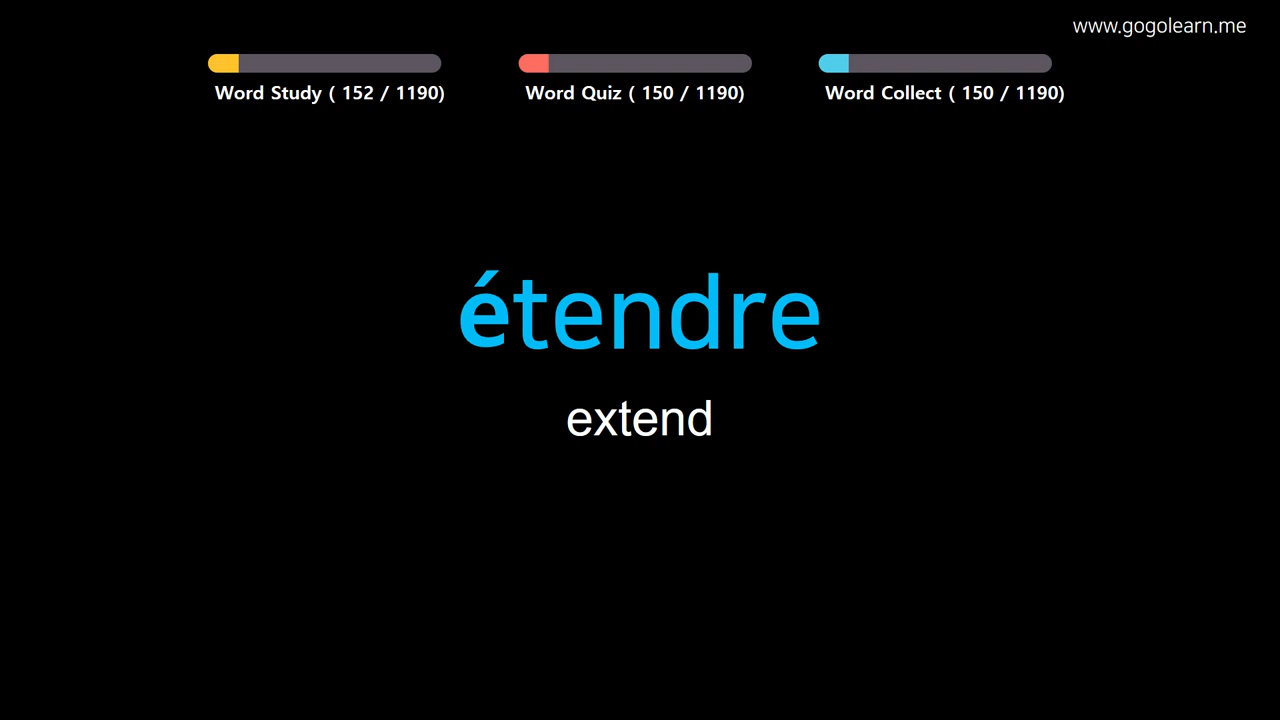 www.gogolearn.me
Word Study ( 152 / 1190)
Word Quiz ( 150 / 1190)
Word Collect ( 150 / 1190)
étendre
extend